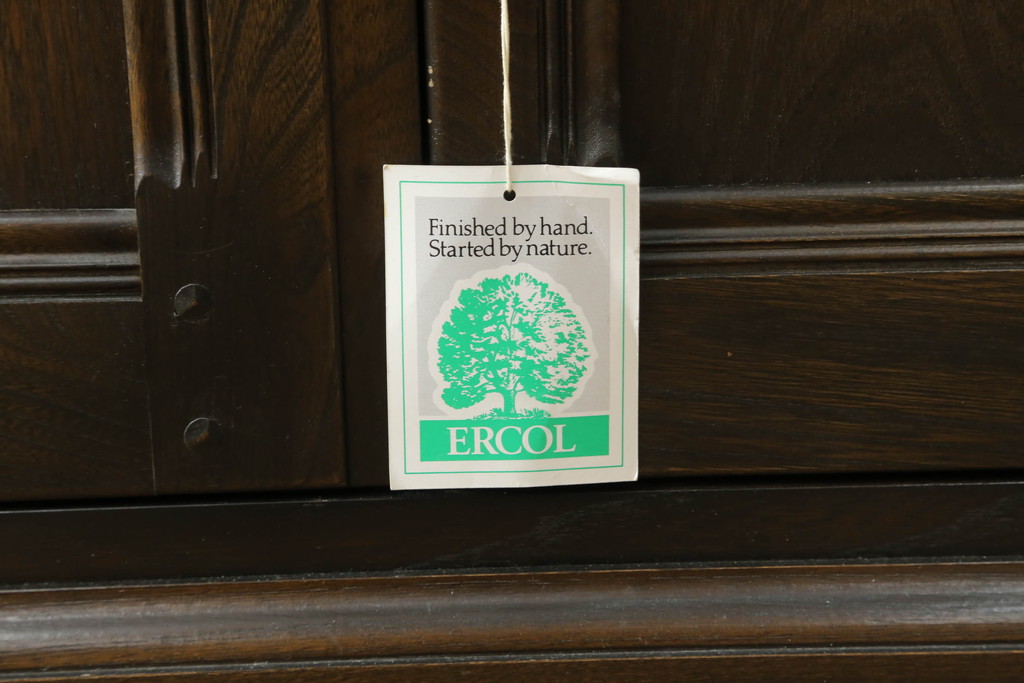 Finished by hand.
Started by nature.
ERCOL